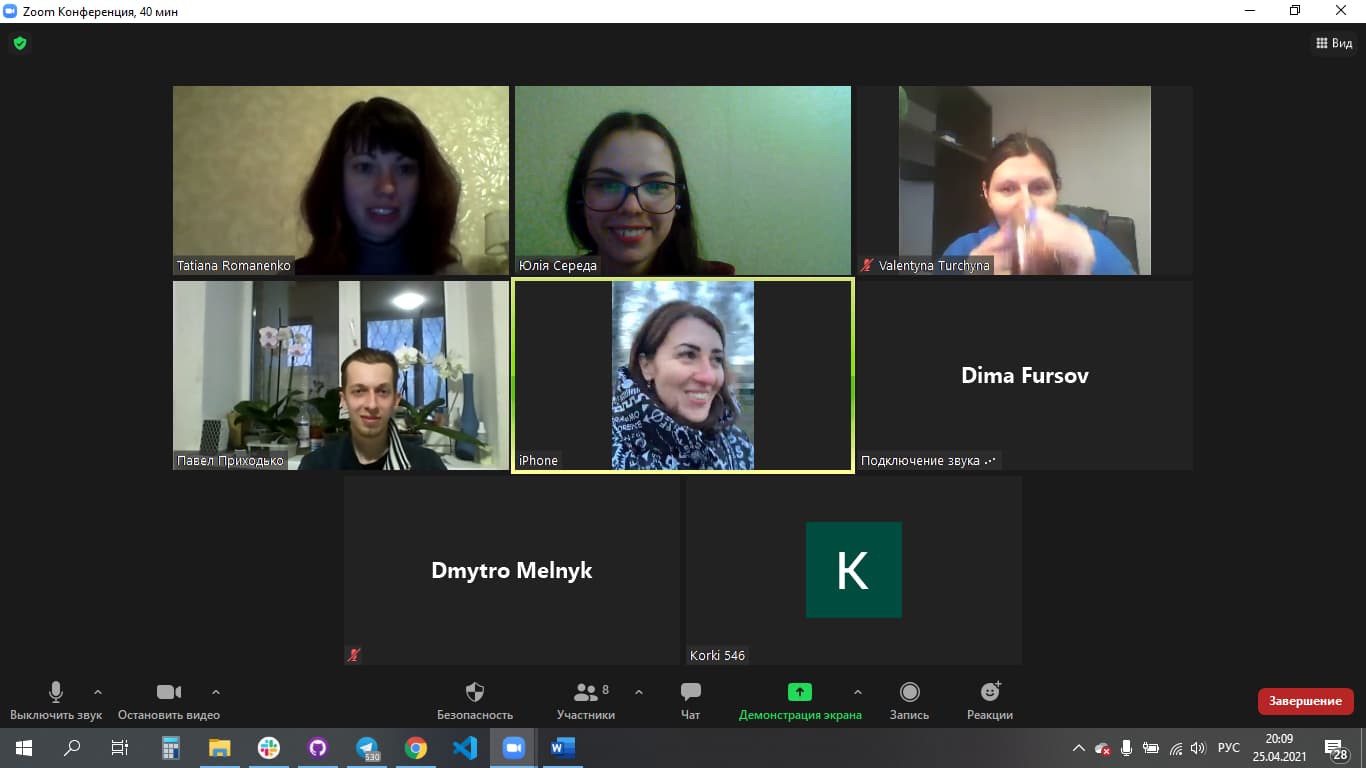 Zoom Конференция, 40 мин
Вид
Tatiana Romanenko
Юлія Середа
Valentyna Turchyna
Павел Приходько
iPhone
Dima Fursov
Подключение звука
Dmytro Melnyk
K
Korki 546
8
Выключить звук
Остановить видео
Безопасность
Участники
Чат
Демонстрация экрана
Запись
Реакции
Завершение
530
W
РУС
20:09
25.04.2021
28